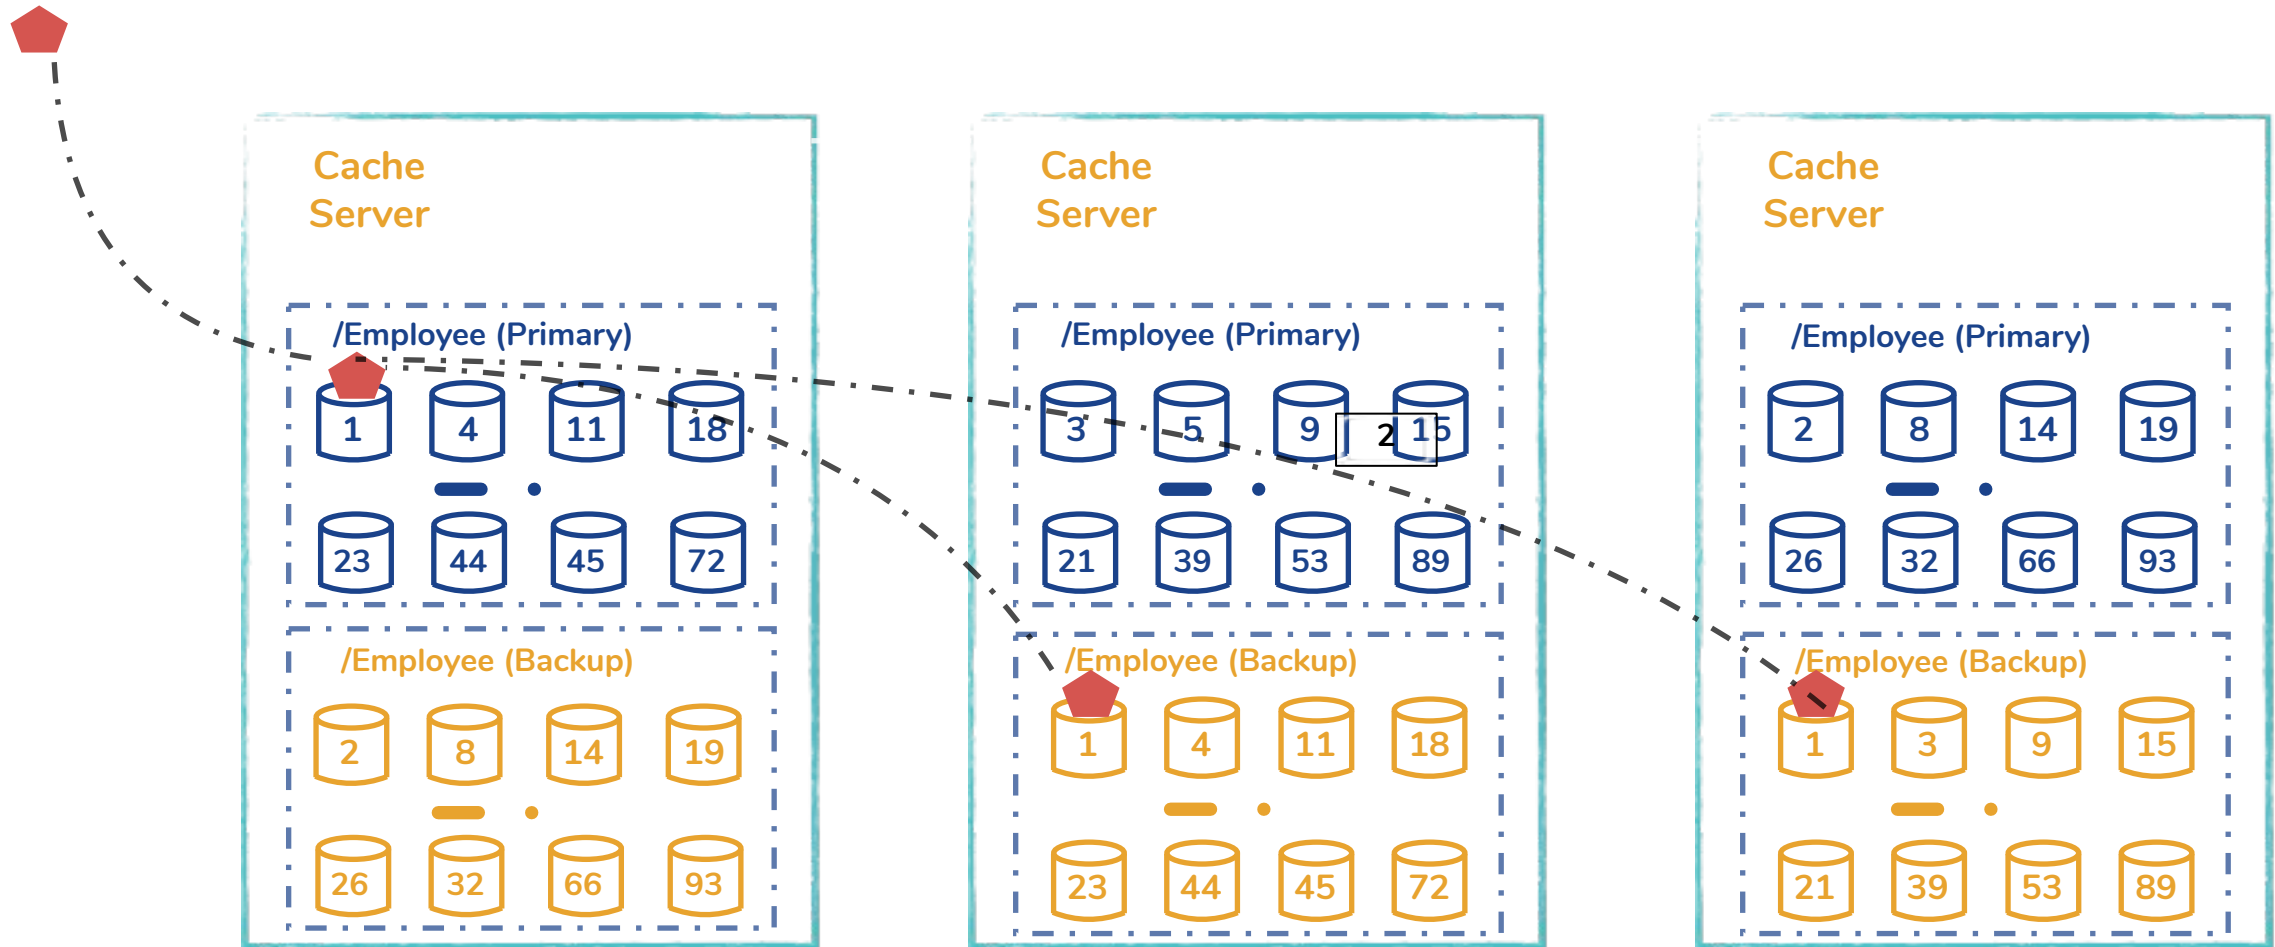 Cache
Server
/Employee (Primary)
1 4 11 18
23 44 45 72
/Employee (Backup)
2 8 14 19
26 32 66 93
Cache
Server
/Employee (Primary)
3 5 9 2 15
21 39 53 89
/Employee (Backup)
1 4 11 18
23 44 45 72
Cache
Server
/Employee (Primary)
2 8 14 19
26 32 66 93
/Employee (Backup)
1 3 9 15
21 39 53 89